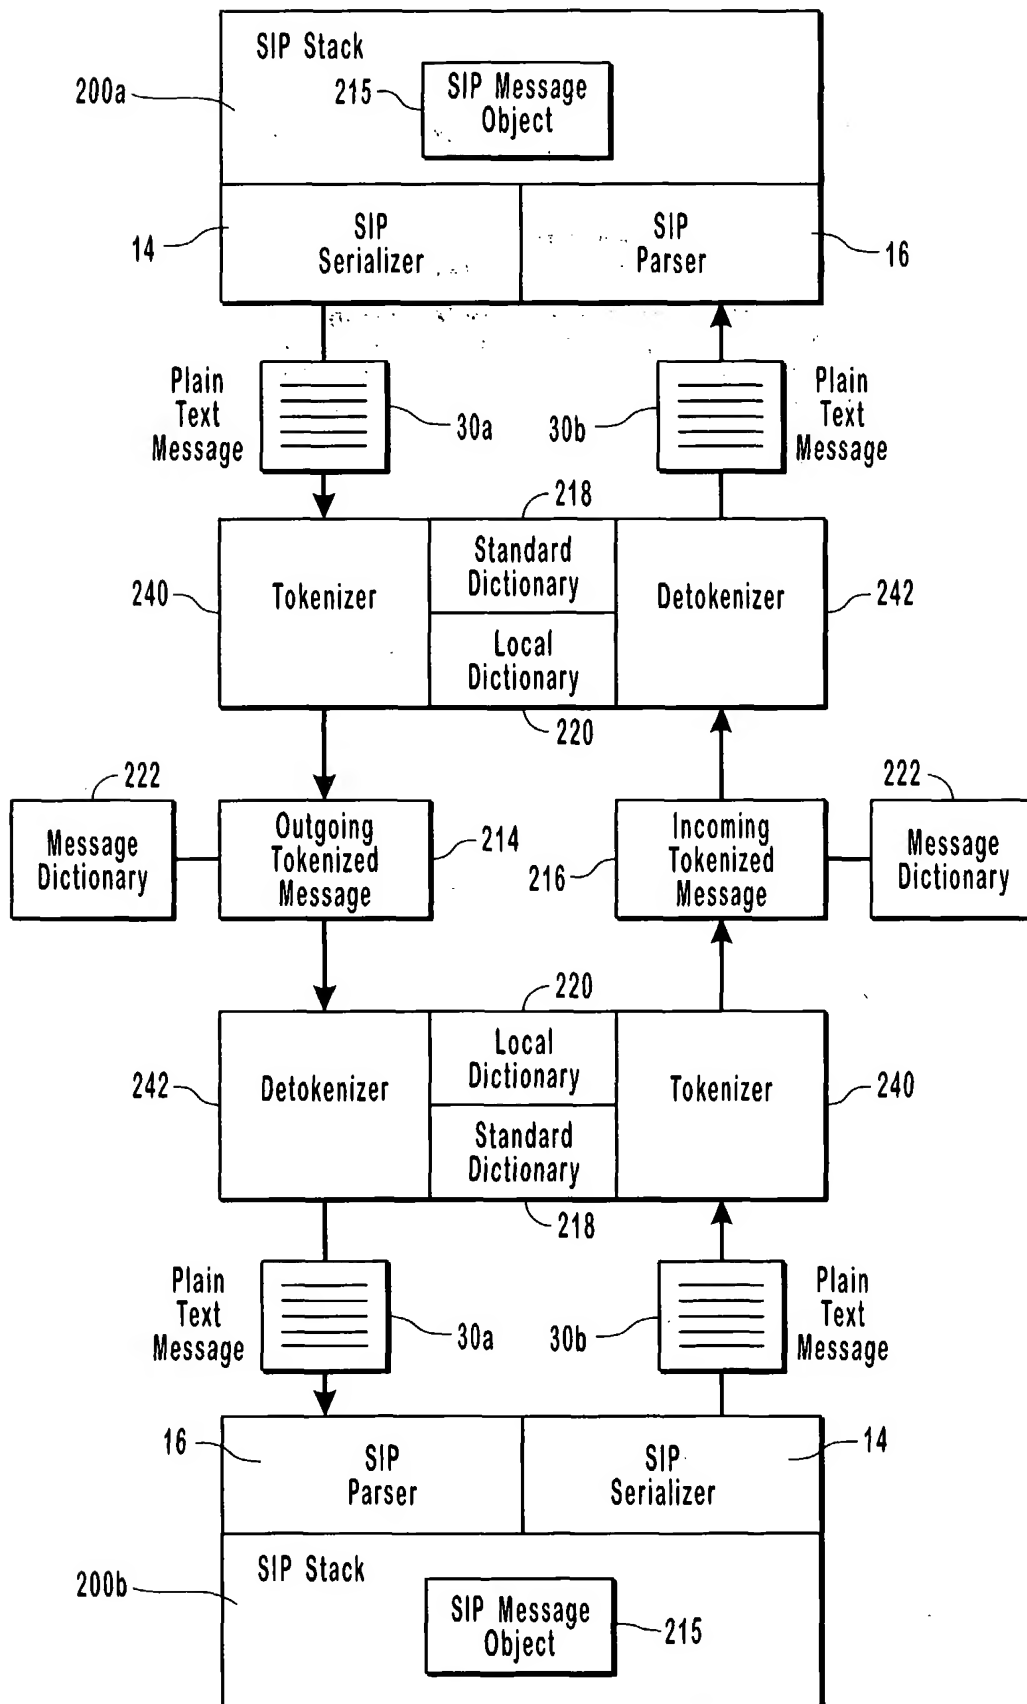 SIP Stack
200a
215
SIP Message
Object
14
SIP
Serializer
SIP
Parser
16
Plain
Text
Message
30a
30b
Plain
Text
Message
218
240
Tokenizer
Standard
Dictionary
Local
Dictionary
Detokenizer
242
220
222
Message
Dictionary
Outgoing
Tokenized
Message
214
216
Incoming
Tokenized
Message
222
Message
Dictionary
220
242
Detokenizer
Local
Dictionary
Standard
Dictionary
Tokenizer
240
218
Plain
Text
Message
30a
30b
Plain
Text
Message
16
SIP
Parser
SIP
Serializer
14
SIP Stack
200b
SIP Message
Object
215